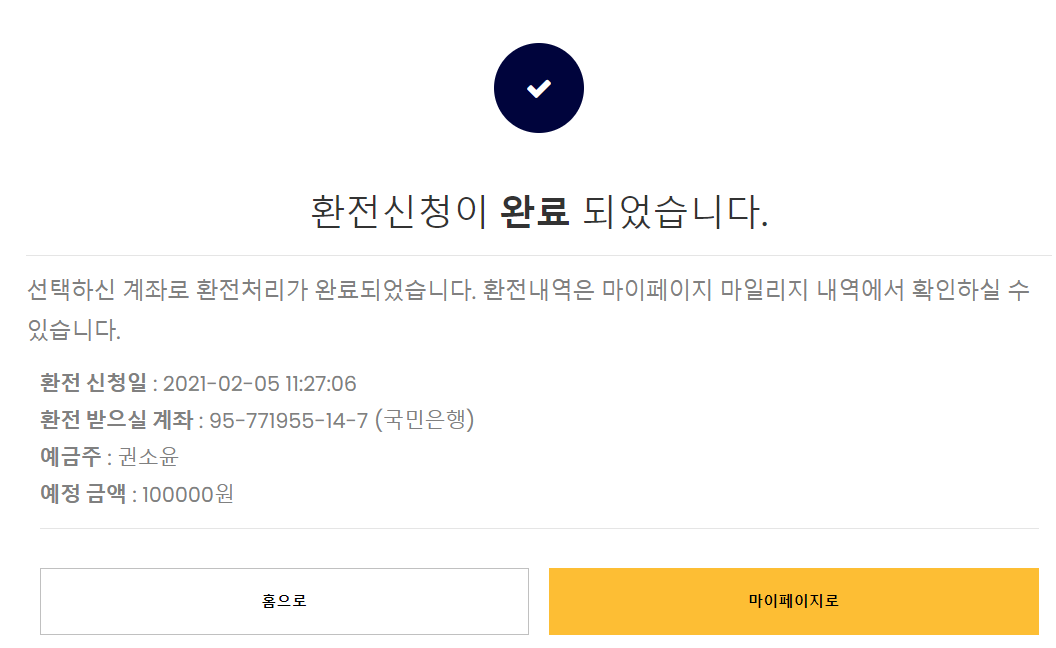 환전신청이 완료 되었습니다.
선택하신 계좌로 환전처리가 완료되었습니다. 환전내역은 마이페이지 마일리지 내역에서 확인하실 수
있습니다.
환전 신청일 : 2021-02-05 11:27:06
환전 받으실 계좌 : 95-771955-14-7 (국민은행)
예금주 : 권소윤
예정 금액 : 100000원
홈으로
마이페이지로